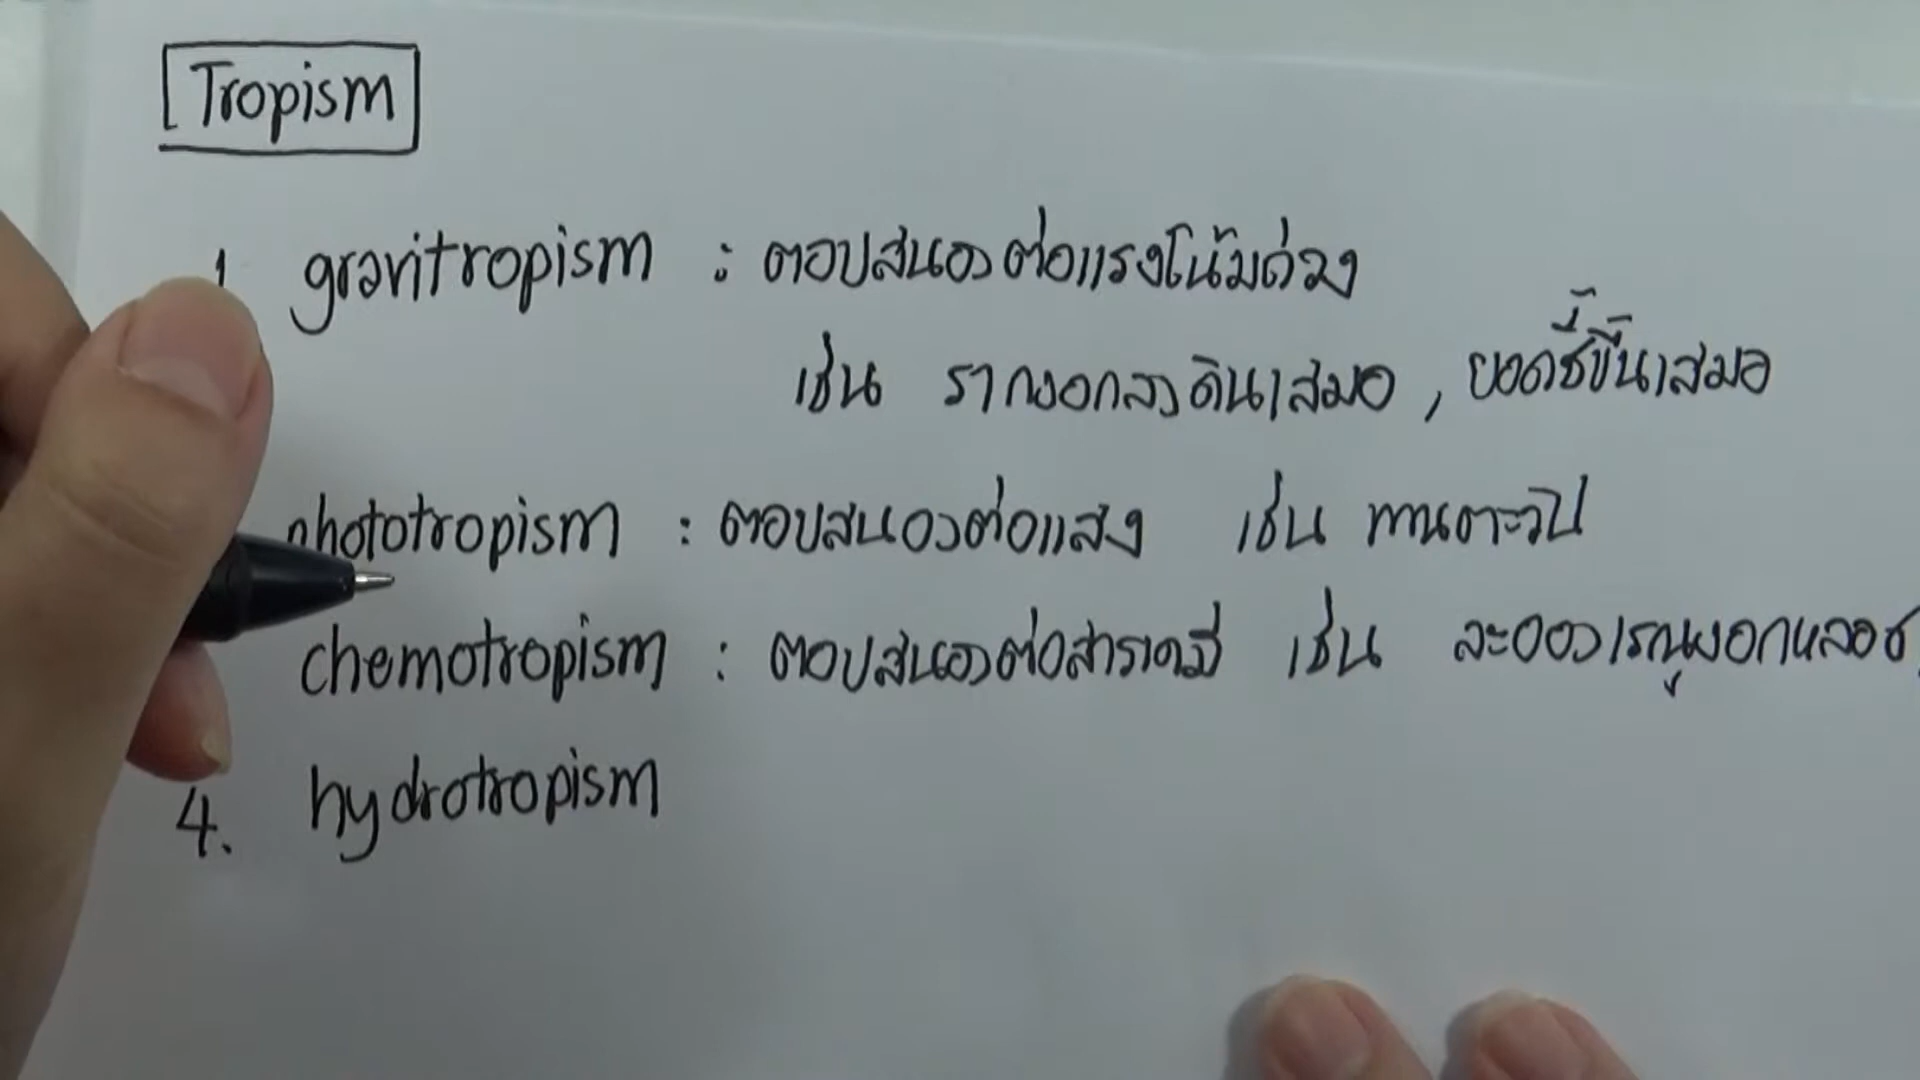 Tropism
1 gravitropism : ตอบสนองต่อแรงโน้มถ่วง
เช่น รากงอกลงดินเสมอ , ยอดชี้ขึ้นเสมอ
phototropism : ตอบสนองต่อแสง เช่น ทานตะวัน
chemotropism : ตอบสนองต่อสารเคมี เช่น ละอองเรณูงอกหลอด
4. hydrotropism